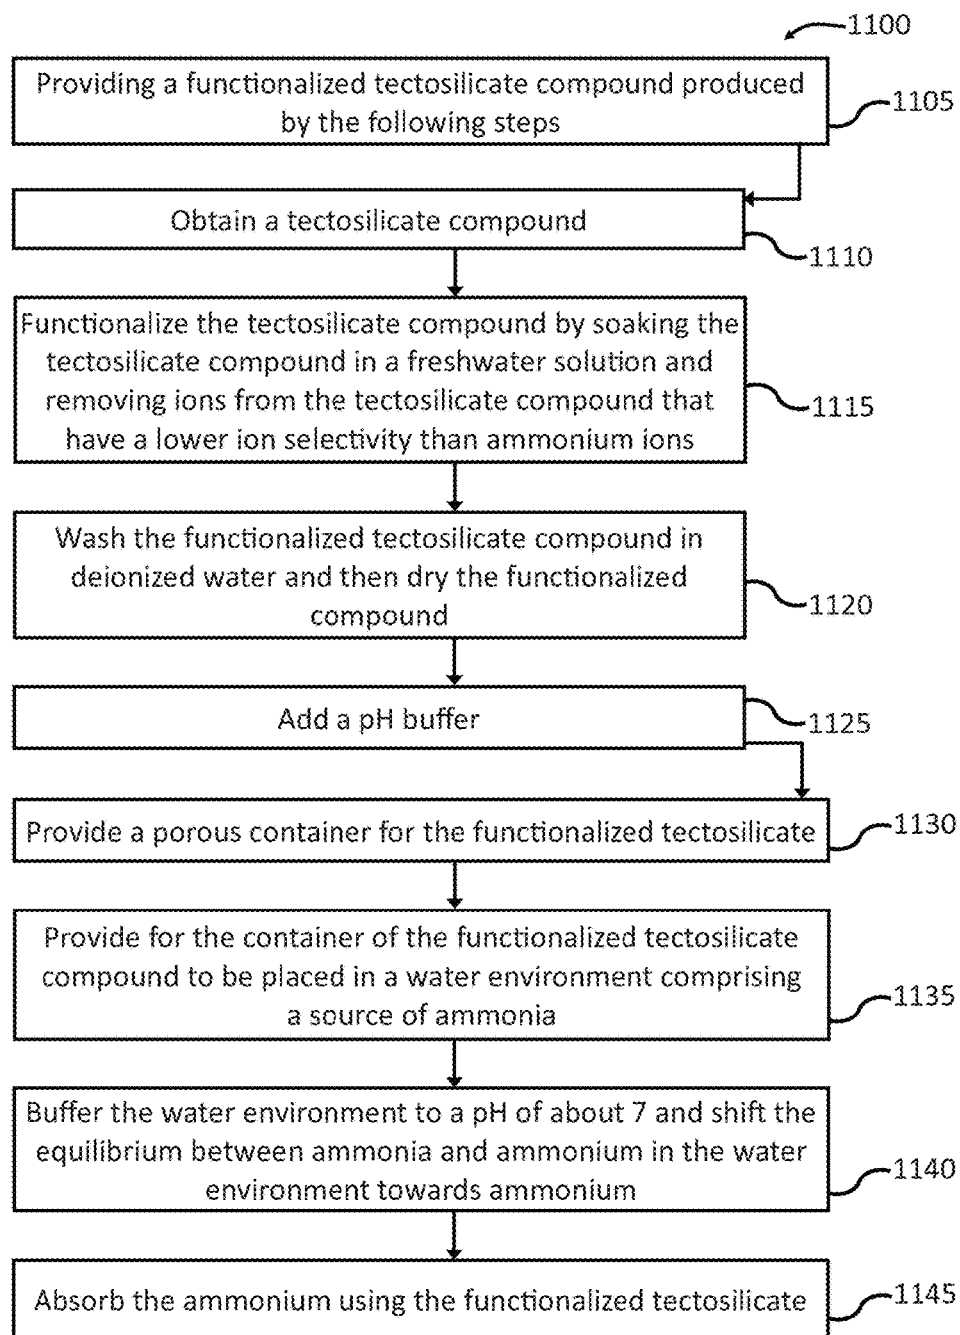 1100
Providing a functionalized tectosilicate compound produced
by the following steps
1105
Obtain a tectosilicate compound
1110
Functionalize the tectosilicate compound by soaking the
tectosilicate compound in a freshwater solution and
removing ions from the tectosilicate compound that
have a lower ion selectivity than ammonium ions
1115
Wash the functionalized tectosilicate compound in
deionized water and then dry the functionalized
compound
1120
Add a pH buffer
1125
Provide a porous container for the functionalized tectosilicate
1130
Provide for the container of the functionalized tectosilicate
compound to be placed in a water environment comprising
a source of ammonia
1135
Buffer the water environment to a pH of about 7 and shift the
equilibrium between ammonia and ammonium in the water
environment towards ammonium
1140
Absorb the ammonium using the functionalized tectosilicate
1145